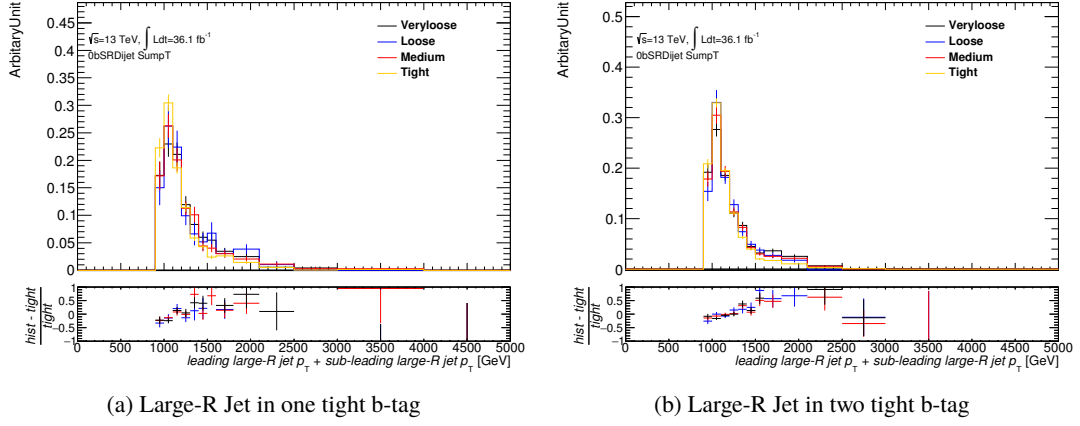 ArbitaryUnit
0.45
0.4
0.35
0.3
0.25
0.2
0.15
0.1
0.05
0
√s=13 TeV, ∫ Ldt=36.1 fb⁻¹
0bSRDijet SumpT
Veryloose
Loose
Medium
Tight
hist - tight
tight
1
0.5
0
−0.5
−1
0 500 1000 1500 2000 2500 3000 3500 4000 4500 5000
leading large-R jet p_T + sub-leading large-R jet p_T [GeV]
(a) Large-R Jet in one tight b-tag
ArbitaryUnit
0.5
0.4
0.3
0.2
0.1
0
√s=13 TeV, ∫ Ldt=36.1 fb⁻¹
0bSRDijet SumpT
Veryloose
Loose
Medium
Tight
hist - tight
tight
1
0.5
0
−0.5
−1
0 500 1000 1500 2000 2500 3000 3500 4000 4500 5000
leading large-R jet p_T + sub-leading large-R jet p_T [GeV]
(b) Large-R Jet in two tight b-tag